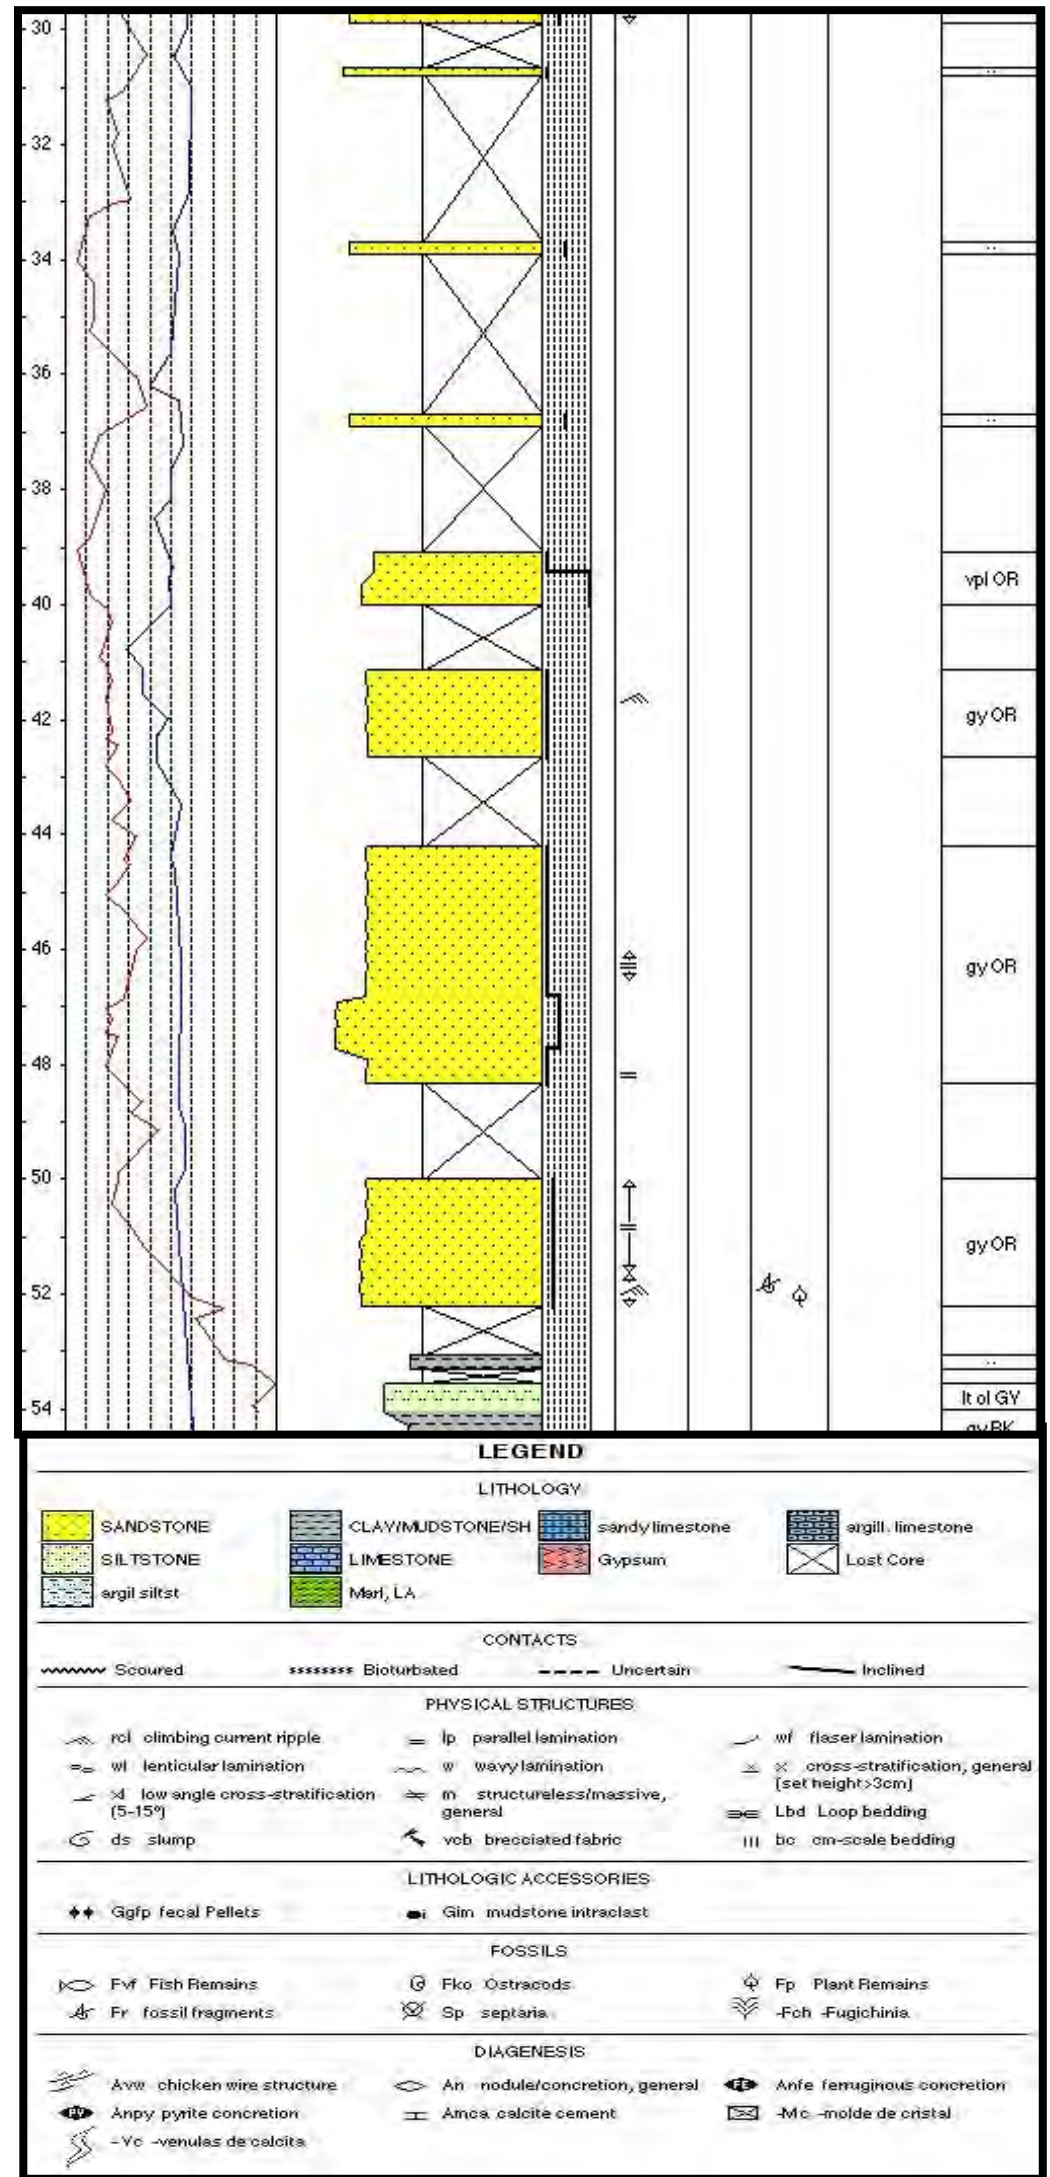 30
32
34
36
38
vpl OR
40
42
gy OR
44
46
gy OR
48
50
gy OR
52
54
lt ol GY
gy BK
LEGEND
LITHOLOGY
SANDSTONE CLAY/MUDSTONE/SH sandy limestone argill. limestone
SILTSTONE LIMESTONE Gypsum Lost Core
argil siltst Marl, LA
CONTACTS
Scoured Bioturbated Uncertain Inclined
PHYSICAL STRUCTURES
rcl climbing current ripple lp parallel lamination wf flaser lamination
wl lenticular lamination w wavy lamination x cross-stratification, general
(set height>3cm)
xl low angle cross-stratification m structureless/massive,
(5-15º) general
Lbd Loop bedding
ds slump vcb brecciated fabric bc cm-scale bedding
LITHOLOGIC ACCESSORIES
Ggfp fecal Pellets Gim mudstone intraclast
FOSSILS
Fvf Fish Remains Fko Ostracods Fp Plant Remains
Fr fossil fragments Sp septaria -Fch -Fugichinia
DIAGENESIS
Avw chicken wire structure An nodule/concretion, general FE Anfe ferruginous concretion
PY Anpy pyrite concretion Amca calcite cement -Mc -molde de cristal
-Vc -venulas de calcita